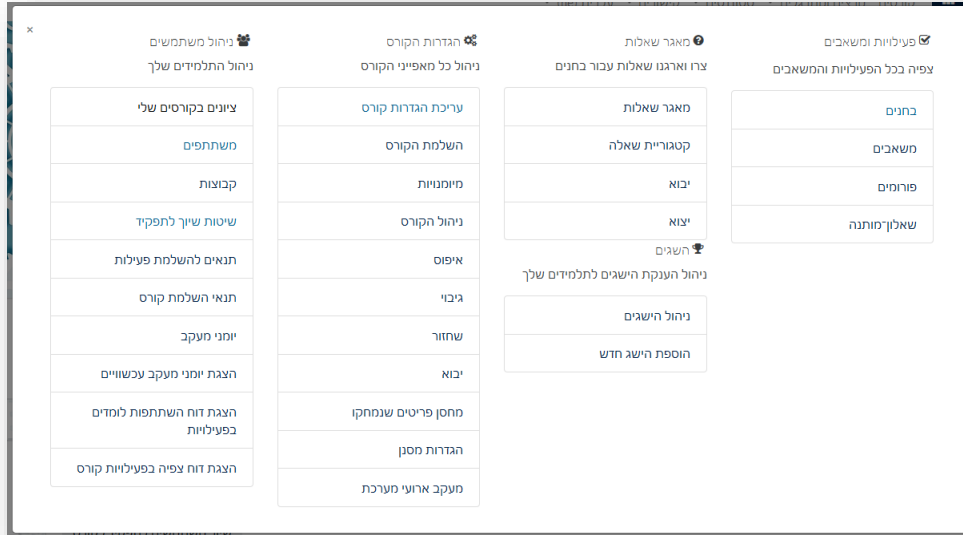 פעילויות ומשאבים
צפיה בכל הפעילויות והמשאבים
בחנים
משאבים
פורומים
שאלון־מותנה
מאגר שאלות
צרו וארגנו שאלות עבור בחנים
מאגר שאלות
קטגוריית שאלה
יבוא
יצוא
השגים
ניהול הענקת הישגים לתלמידים שלך
ניהול הישגים
הוספת הישג חדש
הגדרות הקורס
ניהול כל מאפייני הקורס
עריכת הגדרות קורס
השלמת הקורס
מיומנויות
ניהול הקורס
איפוס
גיבוי
שחזור
יבוא
מחסן פריטים שנמחקו
הגדרות מסנן
מעקב ארועי מערכת
ניהול משתמשים
ניהול התלמידים שלך
ציונים בקורסים שלי
משתתפים
קבוצות
שיטות שיוך לתפקיד
תנאים להשלמת פעילות
תנאי השלמת קורס
יומני מעקב
הצגת יומני מעקב עכשוויים
הצגת דוח השתתפות לומדים
בפעילויות
הצגת דוח צפיה בפעילויות קורס
×